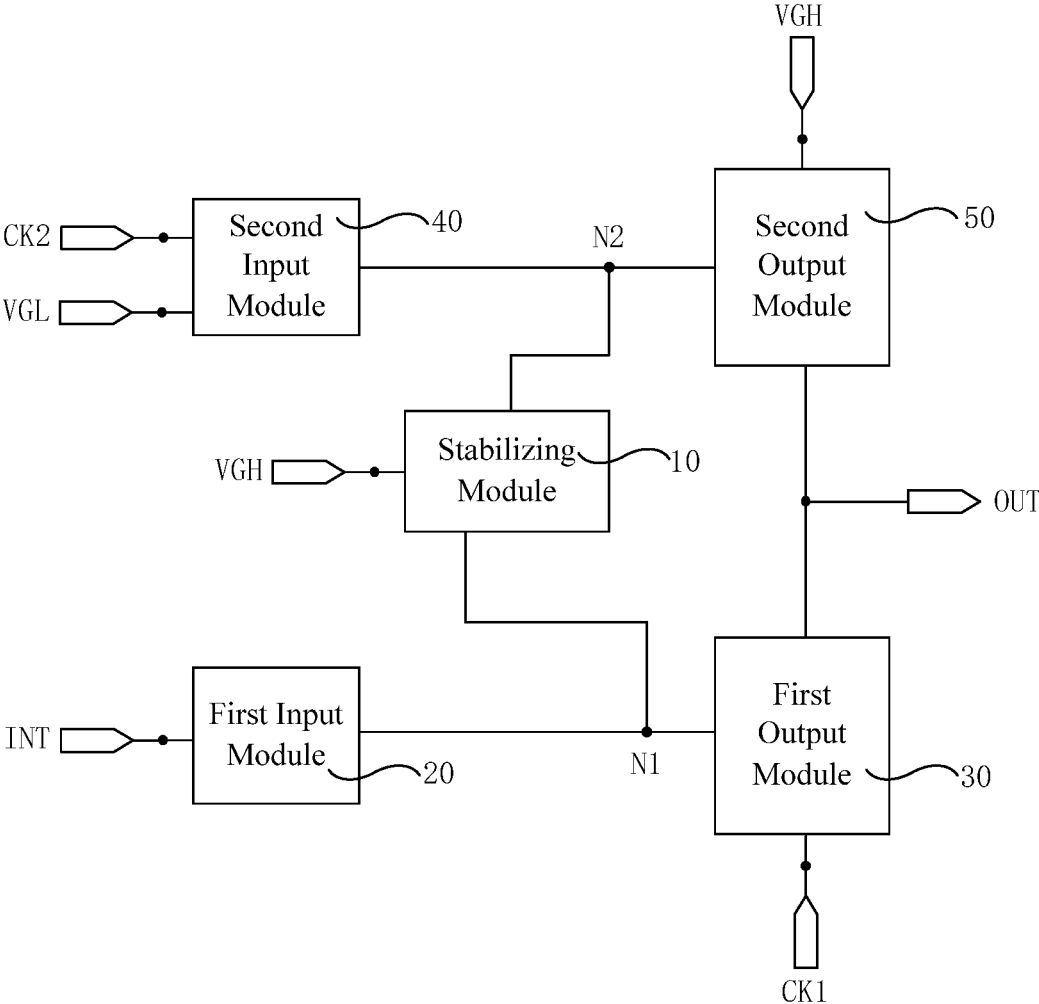 VGH
CK2
VGL
Second
Input
Module
40
N2
Second
Output
Module
50
VGH
Stabilizing
Module
10
OUT
INT
First Input
Module
20
N1
First
Output
Module
30
CK1